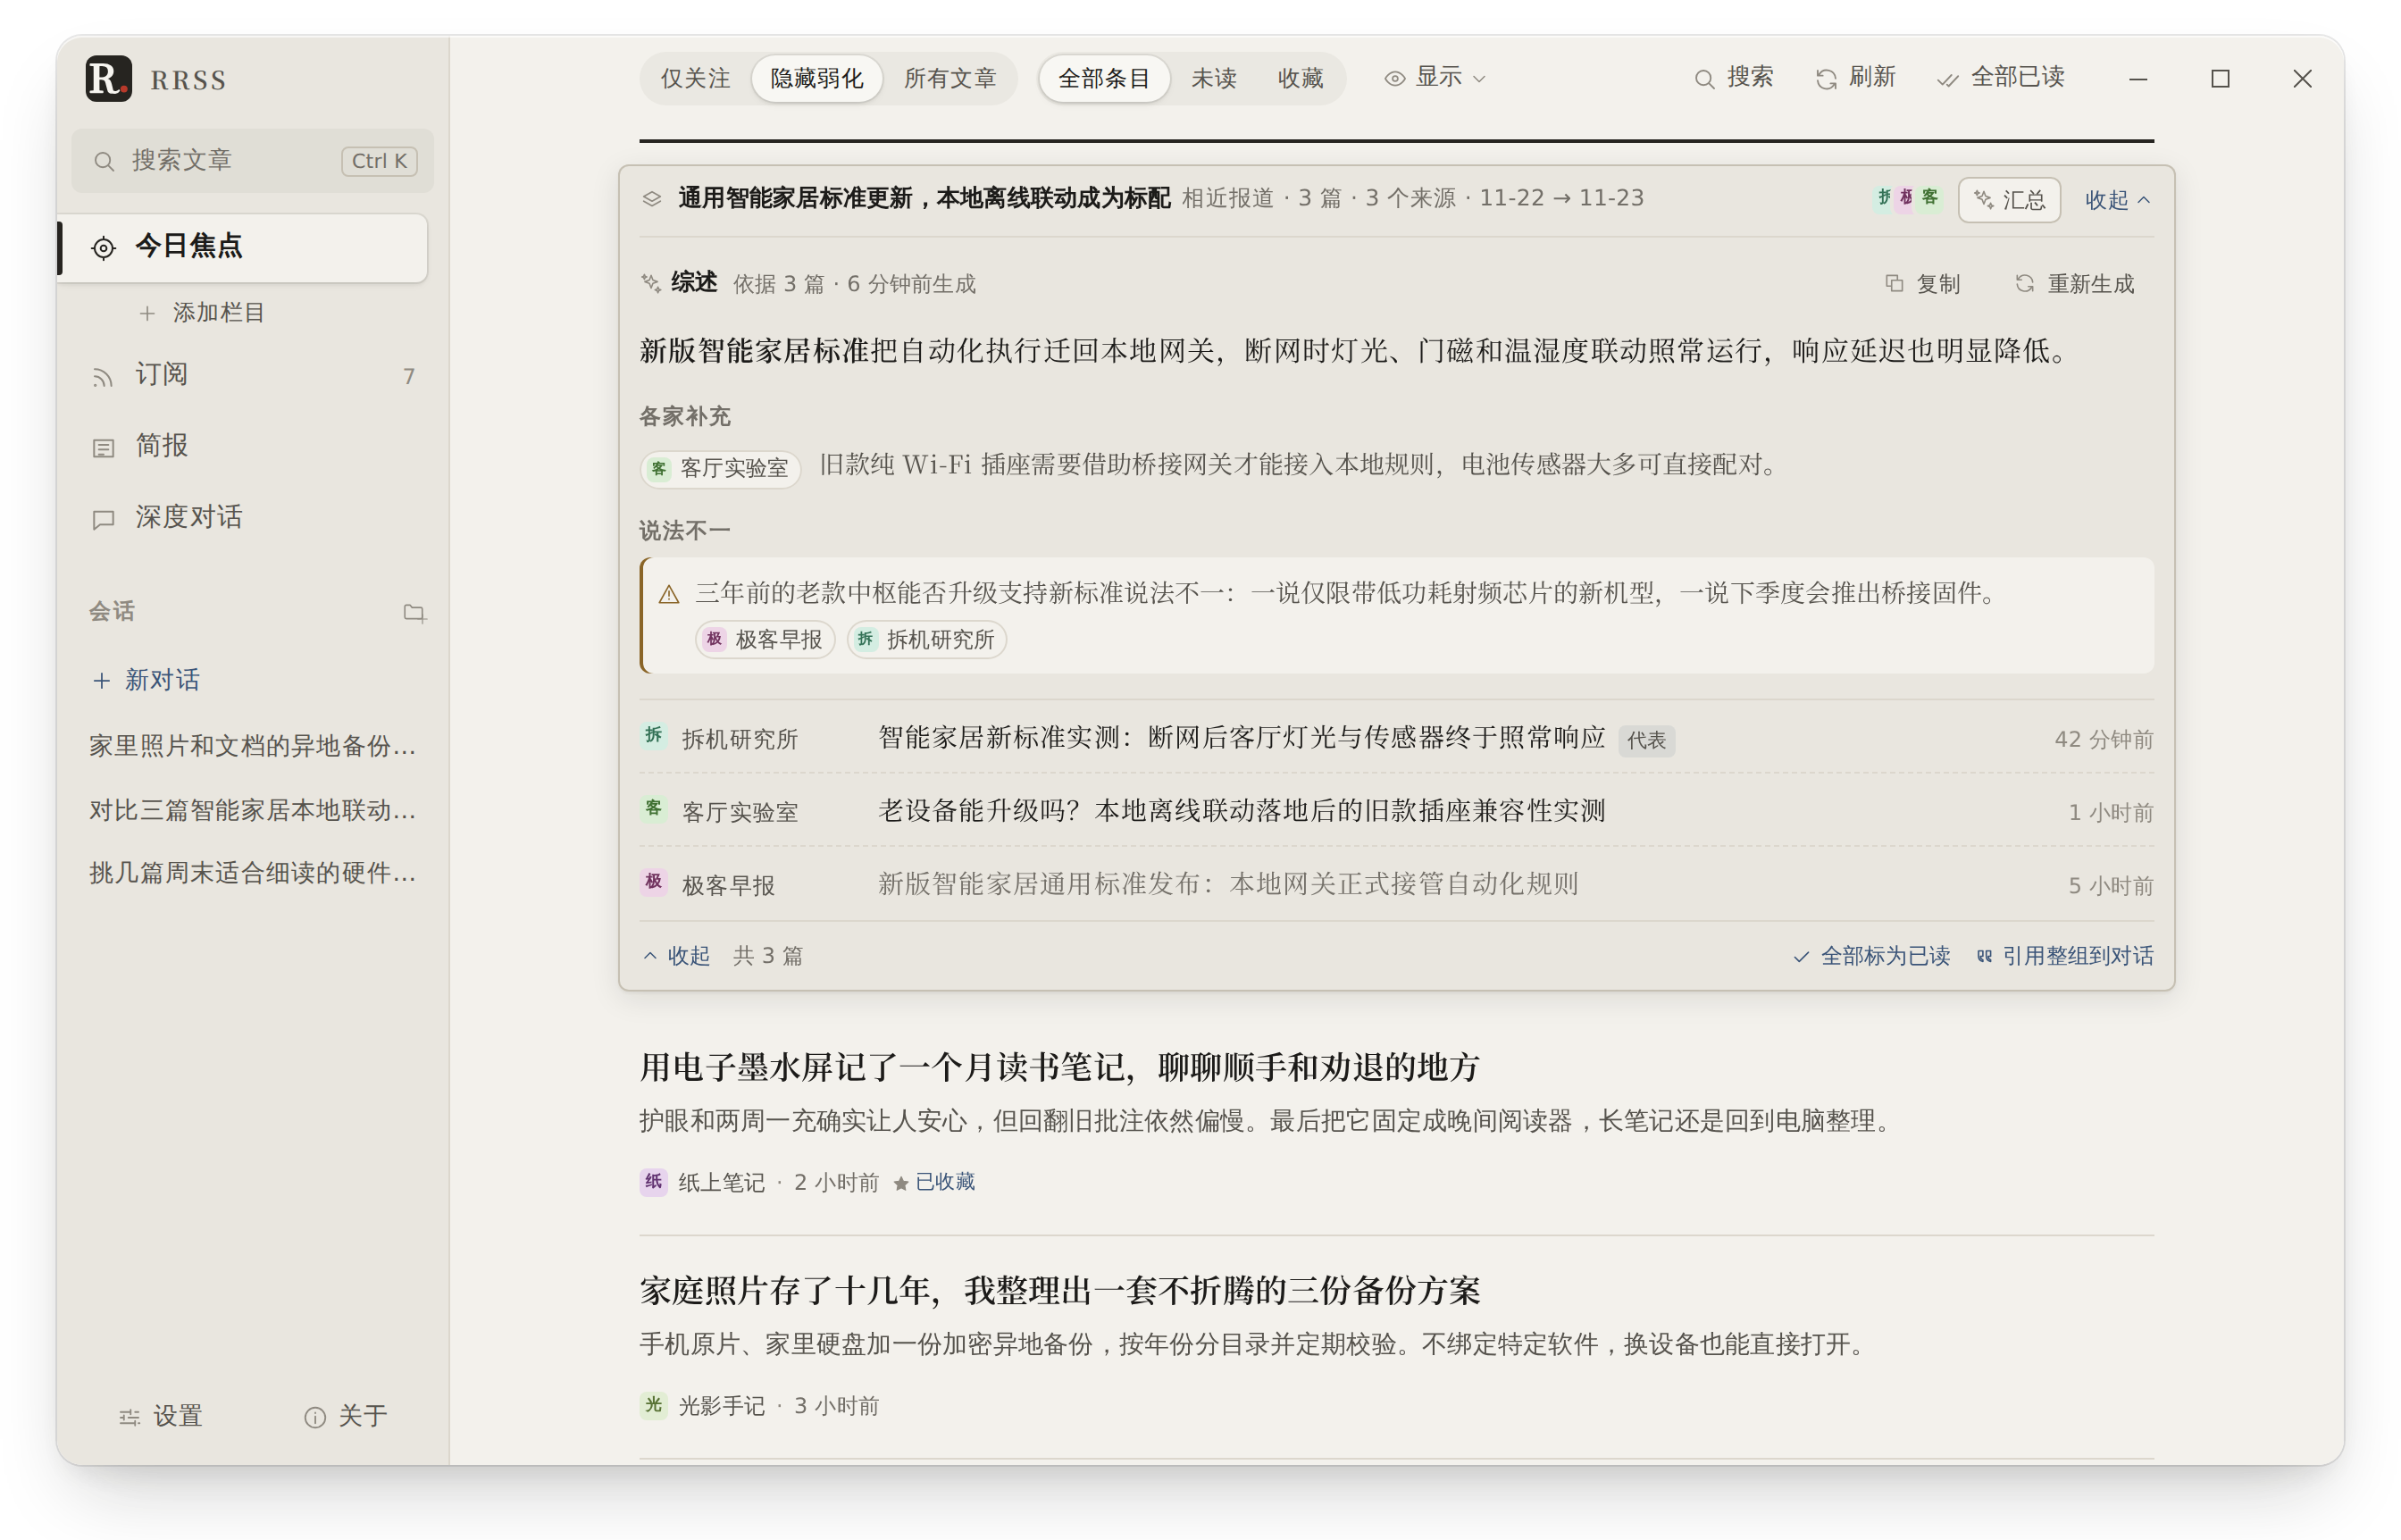 R. RRSS
搜索文章 Ctrl K
今日焦点
添加栏目
订阅 7
简报
深度对话
会话
新对话
家里照片和文档的异地备份…
对比三篇智能家居本地联动…
挑几篇周末适合细读的硬件…
设置 关于
仅关注 隐藏弱化 所有文章 全部条目 未读 收藏 显示 搜索 刷新 全部已读
通用智能家居标准更新，本地离线联动成为标配 相近报道 · 3 篇 · 3 个来源 · 11-22 → 11-23 客 汇总 收起
综述 依据 3 篇 · 6 分钟前生成 复制 重新生成
新版智能家居标准把自动化执行迁回本地网关，断网时灯光、门磁和温湿度联动照常运行，响应延迟也明显降低。
各家补充
客 客厅实验室 旧款纯 Wi-Fi 插座需要借助桥接网关才能接入本地规则，电池传感器大多可直接配对。
说法不一
三年前的老款中枢能否升级支持新标准说法不一：一说仅限带低功耗射频芯片的新机型，一说下季度会推出桥接固件。
极 极客早报 拆 拆机研究所
拆 拆机研究所 智能家居新标准实测：断网后客厅灯光与传感器终于照常响应 代表 42 分钟前
客 客厅实验室 老设备能升级吗？本地离线联动落地后的旧款插座兼容性实测 1 小时前
极 极客早报 新版智能家居通用标准发布：本地网关正式接管自动化规则 5 小时前
收起 共 3 篇 全部标为已读 引用整组到对话
用电子墨水屏记了一个月读书笔记，聊聊顺手和劝退的地方
护眼和两周一充确实让人安心，但回翻旧批注依然偏慢。最后把它固定成晚间阅读器，长笔记还是回到电脑整理。
纸 纸上笔记 · 2 小时前 已收藏
家庭照片存了十几年，我整理出一套不折腾的三份备份方案
手机原片、家里硬盘加一份加密异地备份，按年份分目录并定期校验。不绑定特定软件，换设备也能直接打开。
光 光影手记 · 3 小时前